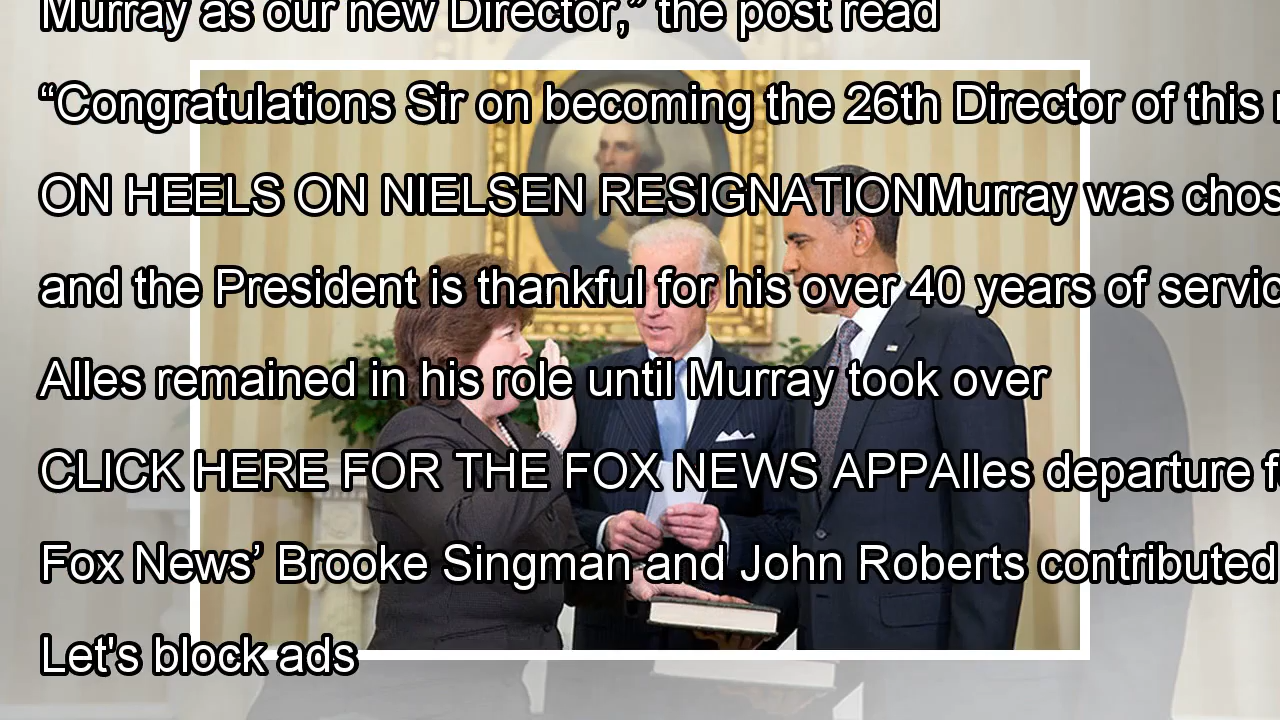 Murray as our new Director,” the post read
“Congratulations Sir on becoming the 26th Director of this
ON HEELS ON NIELSEN RESIGNATIONMurray was chos
and the President is thankful for his over 40 years of servic
Alles remained in his role until Murray took over
CLICK HERE FOR THE FOX NEWS APPAlles departure f
Fox News’ Brooke Singman and John Roberts contributed
Let's block ads